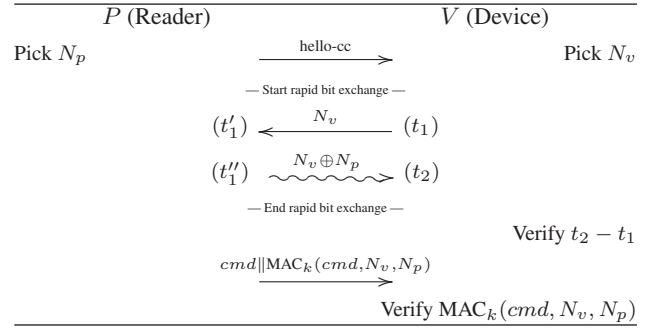 P (Reader) V (Device)
Pick N_p hello-cc Pick N_v
— Start rapid bit exchange —
(t′_1) N_v (t_1)
(t″_1) N_v⊕N_p (t_2)
— End rapid bit exchange —
Verify t_2 − t_1
cmd‖MAC_k(cmd,N_v,N_p)
Verify MAC_k(cmd, N_v, N_p)